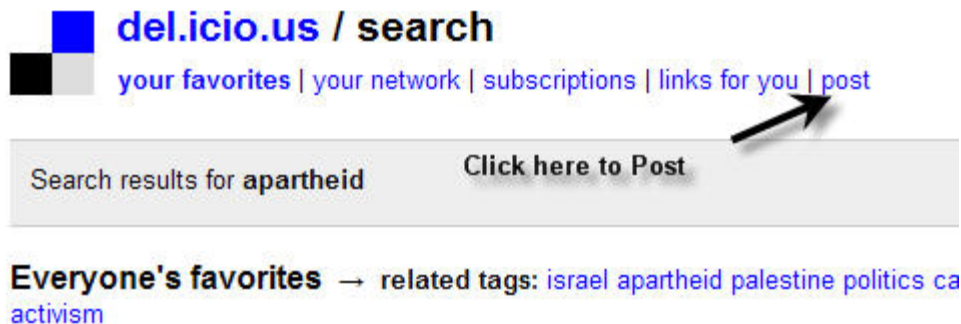 del.icio.us / search
your favorites | your network | subscriptions | links for you | post
Click here to Post
Search results for apartheid
Everyone's favorites → related tags: israel apartheid palestine politics ca
activism